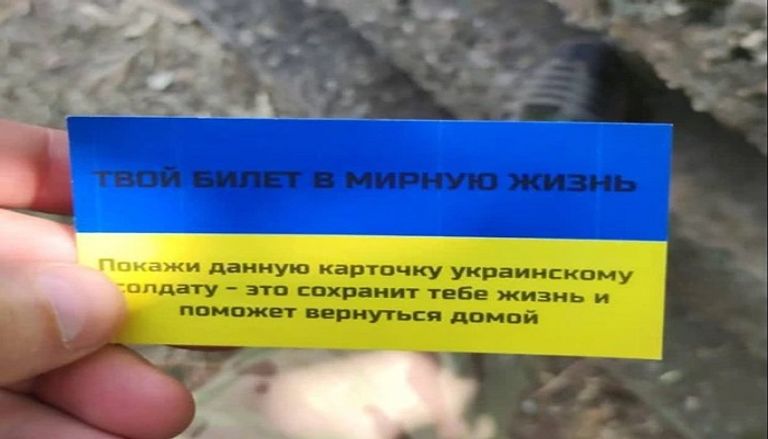 ТВОЙ БИЛЕТ В МИРНУЮ ЖИЗНЬ
Покажи данную карточку украинскому
солдату - это сохранит тебе жизнь и
поможет вернуться домой